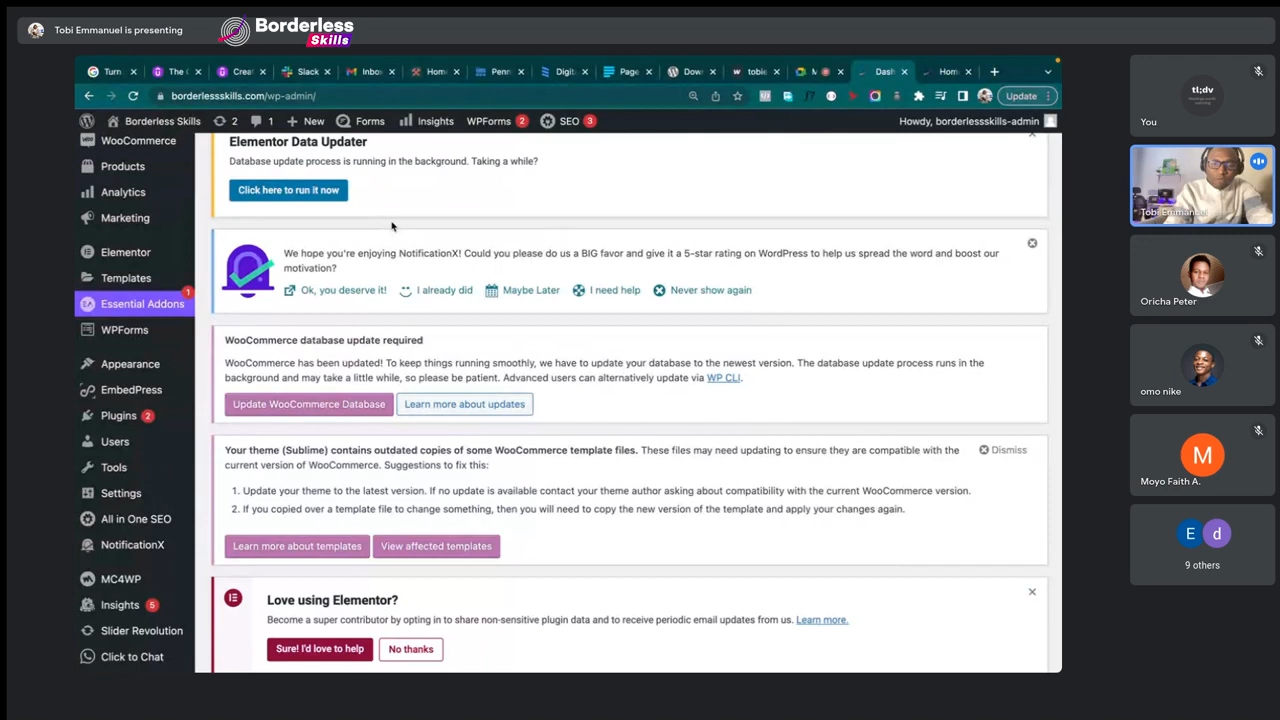 Tobi Emmanuel is presenting
Borderless
Skills
Turn
The C
Creat
Slack
Inbo
Hom
Penn
Digit
Page
Dow
tobie
Dash
Hom
borderlessskills.com/wp-admin/
Update
Borderless Skills
2
1
New
Forms
Insights
WPForms 2
SEO 3
Howdy, borderlessskills-admin
WooCommerce
Products
Analytics
Marketing
Elementor
Templates
Essential Addons 1
WPForms
Appearance
EmbedPress
Plugins 2
Users
Tools
Settings
All in One SEO
NotificationX
MC4WP
Insights 5
Slider Revolution
Click to Chat
Elementor Data Updater
Database update process is running in the background. Taking a while?
Click here to run it now
We hope you're enjoying NotificationX! Could you please do us a BIG favor and give it a 5-star rating on WordPress to help us spread the word and boost our
motivation?
Ok, you deserve it! I already did Maybe Later I need help Never show again
WooCommerce database update required
WooCommerce has been updated! To keep things running smoothly, we have to update your database to the newest version. The database update process runs in the
background and may take a little while, so please be patient. Advanced users can alternatively update via WP CLI.
Update WooCommerce Database Learn more about updates
Your theme (Sublime) contains outdated copies of some WooCommerce template files. These files may need updating to ensure they are compatible with the
current version of WooCommerce. Suggestions to fix this:
Dismiss
1. Update your theme to the latest version. If no update is available contact your theme author asking about compatibility with the current WooCommerce version.
2. If you copied over a template file to change something, then you will need to copy the new version of the template and apply your changes again.
Learn more about templates View affected templates
Love using Elementor?
Become a super contributor by opting in to share non-sensitive plugin data and to receive periodic email updates from us. Learn more.
Sure! I'd love to help No thanks
tl;dv
You
Tobi Emmanuel
Oricha Peter
omo nike
M
Moyo Faith A.
E d
9 others